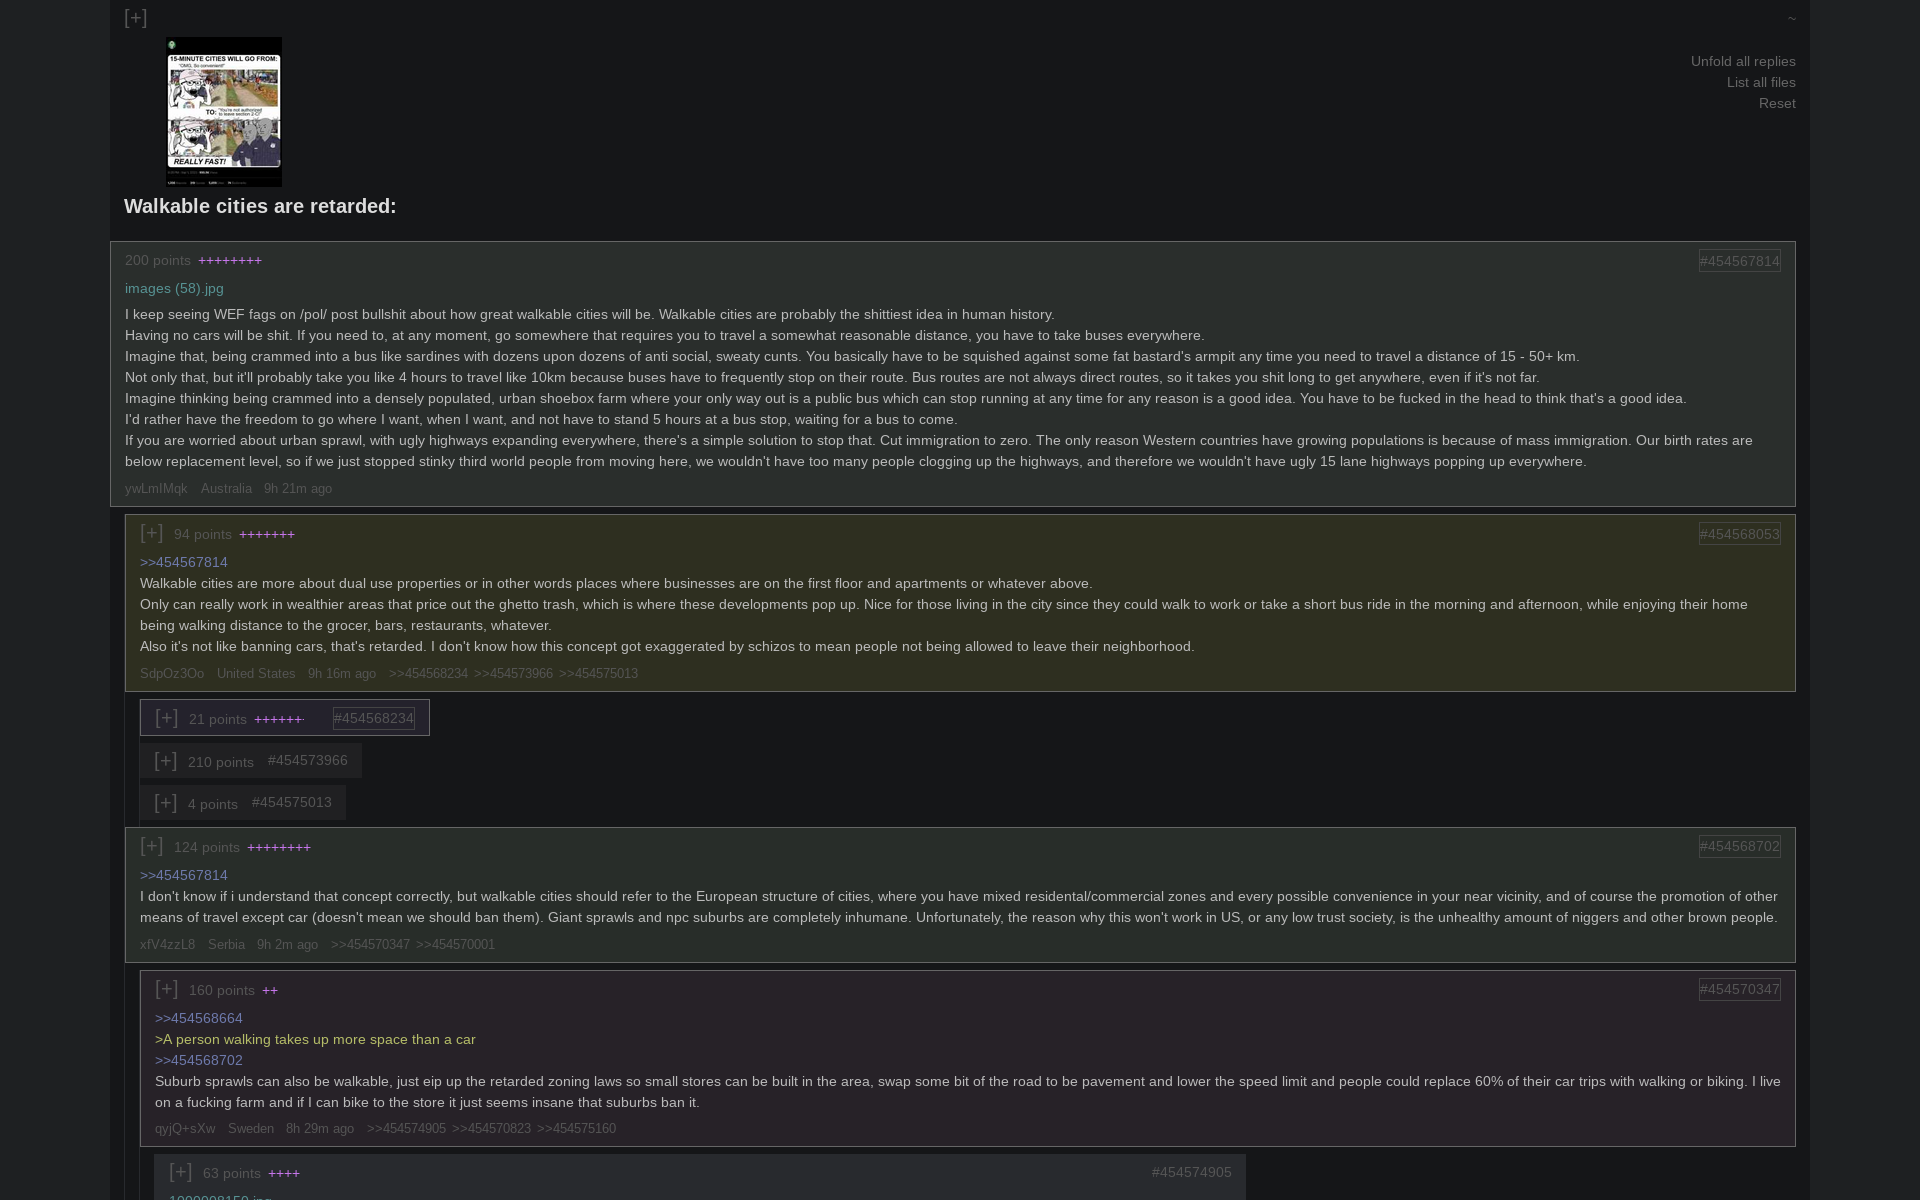 [+]
~
15-MINUTE CITIES WILL GO FROM:
"OMG. So convenient!"
TO: "You're not authorized
to leave section 2-C!"
REALLY FAST!
Unfold all replies
List all files
Reset
Walkable cities are retarded:
200 points ++++++++ #454567814
images (58).jpg
I keep seeing WEF fags on /pol/ post bullshit about how great walkable cities will be. Walkable cities are probably the shittiest idea in human history.
Having no cars will be shit. If you need to, at any moment, go somewhere that requires you to travel a somewhat reasonable distance, you have to take buses everywhere.
Imagine that, being crammed into a bus like sardines with dozens upon dozens of anti social, sweaty cunts. You basically have to be squished against some fat bastard's armpit any time you need to travel a distance of 15 - 50+ km.
Not only that, but it'll probably take you like 4 hours to travel like 10km because buses have to frequently stop on their route. Bus routes are not always direct routes, so it takes you shit long to get anywhere, even if it's not far.
Imagine thinking being crammed into a densely populated, urban shoebox farm where your only way out is a public bus which can stop running at any time for any reason is a good idea. You have to be fucked in the head to think that's a good idea.
I'd rather have the freedom to go where I want, when I want, and not have to stand 5 hours at a bus stop, waiting for a bus to come.
If you are worried about urban sprawl, with ugly highways expanding everywhere, there's a simple solution to stop that. Cut immigration to zero. The only reason Western countries have growing populations is because of mass immigration. Our birth rates are
below replacement level, so if we just stopped stinky third world people from moving here, we wouldn't have too many people clogging up the highways, and therefore we wouldn't have ugly 15 lane highways popping up everywhere.
ywLmIMqk Australia 9h 21m ago
[+] 94 points +++++++ #454568053
>>454567814
Walkable cities are more about dual use properties or in other words places where businesses are on the first floor and apartments or whatever above.
Only can really work in wealthier areas that price out the ghetto trash, which is where these developments pop up. Nice for those living in the city since they could walk to work or take a short bus ride in the morning and afternoon, while enjoying their home
being walking distance to the grocer, bars, restaurants, whatever.
Also it's not like banning cars, that's retarded. I don't know how this concept got exaggerated by schizos to mean people not being allowed to leave their neighborhood.
SdpOz3Oo United States 9h 16m ago >>454568234 >>454573966 >>454575013
[+] 21 points ++++++· #454568234
[+] 210 points #454573966
[+] 4 points #454575013
[+] 124 points ++++++++ #454568702
>>454567814
I don't know if i understand that concept correctly, but walkable cities should refer to the European structure of cities, where you have mixed residental/commercial zones and every possible convenience in your near vicinity, and of course the promotion of other
means of travel except car (doesn't mean we should ban them). Giant sprawls and npc suburbs are completely inhumane. Unfortunately, the reason why this won't work in US, or any low trust society, is the unhealthy amount of niggers and other brown people.
xfV4zzL8 Serbia 9h 2m ago >>454570347 >>454570001
[+] 160 points ++ #454570347
>>454568664
>A person walking takes up more space than a car
>>454568702
Suburb sprawls can also be walkable, just eip up the retarded zoning laws so small stores can be built in the area, swap some bit of the road to be pavement and lower the speed limit and people could replace 60% of their car trips with walking or biking. I live
on a fucking farm and if I can bike to the store it just seems insane that suburbs ban it.
qyjQ+sXw Sweden 8h 29m ago >>454574905 >>454570823 >>454575160
[+] 63 points ++++ #454574905